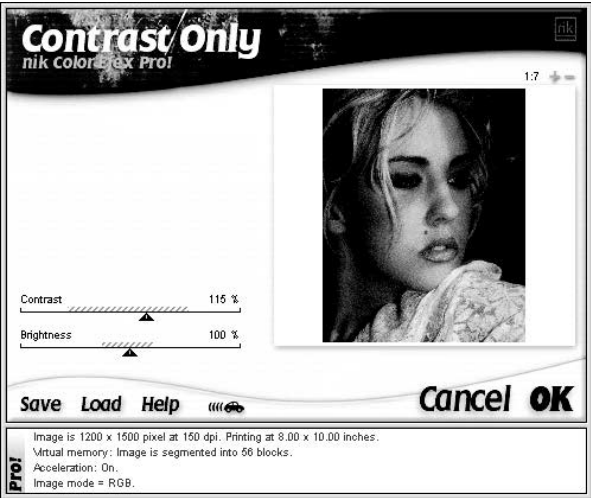 Contrast Only
nik Color Efex Pro!
nik
1:7
Contrast 115 %
Brightness 100 %
Save Load Help Cancel OK
Pro!
Image is 1200 x 1500 pixel at 150 dpi. Printing at 8.00 x 10.00 inches.
Virtual memory: Image is segmented into 56 blocks.
Acceleration: On.
Image mode = RGB.